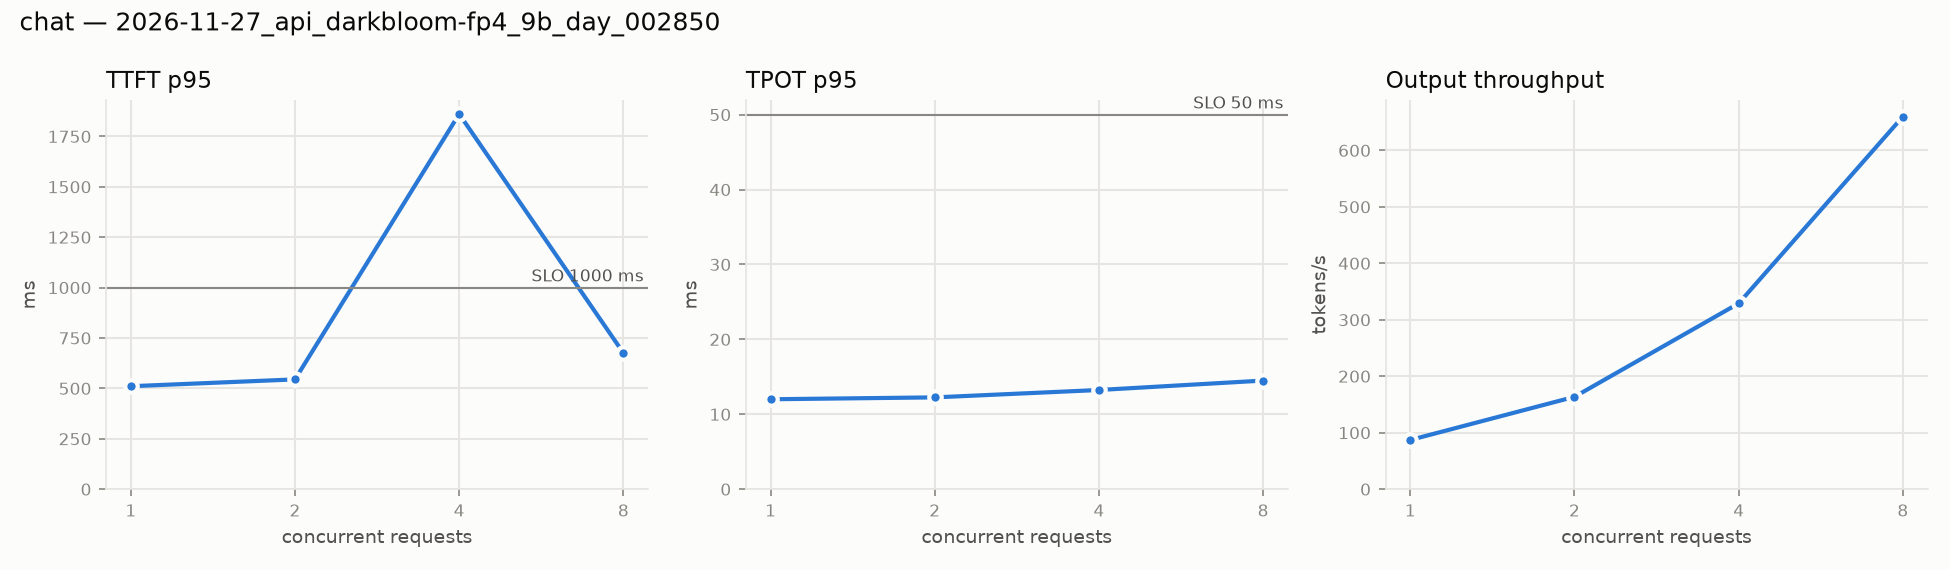 chat — 2026-11-27_api_darkbloom-fp4_9b_day_002850
TTFT p95
1750
1500
1250
1000
750
500
250
0
ms
SLO 1000 ms
1 2 4 8
concurrent requests
TPOT p95
50
40
30
20
10
0
ms
SLO 50 ms
1 2 4 8
concurrent requests
Output throughput
600
500
400
300
200
100
0
tokens/s
1 2 4 8
concurrent requests